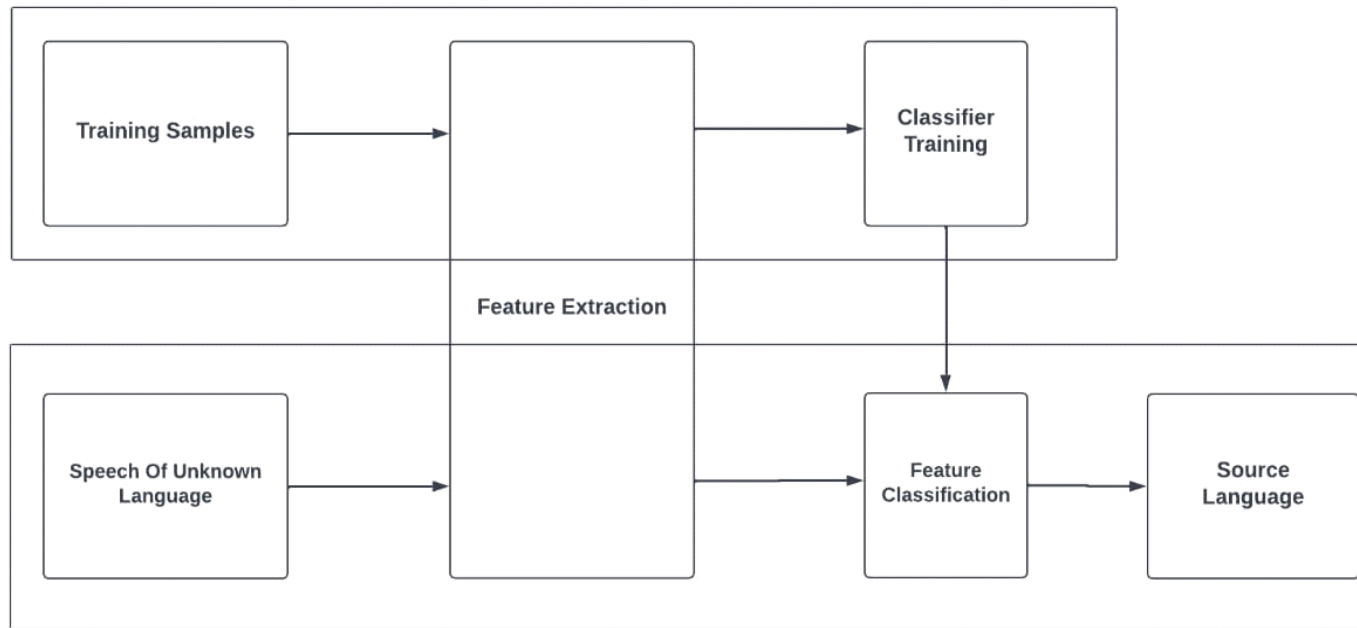 Training Samples
Classifier
Training
Feature Extraction
Speech Of Unknown
Language
Feature
Classification
Source
Language